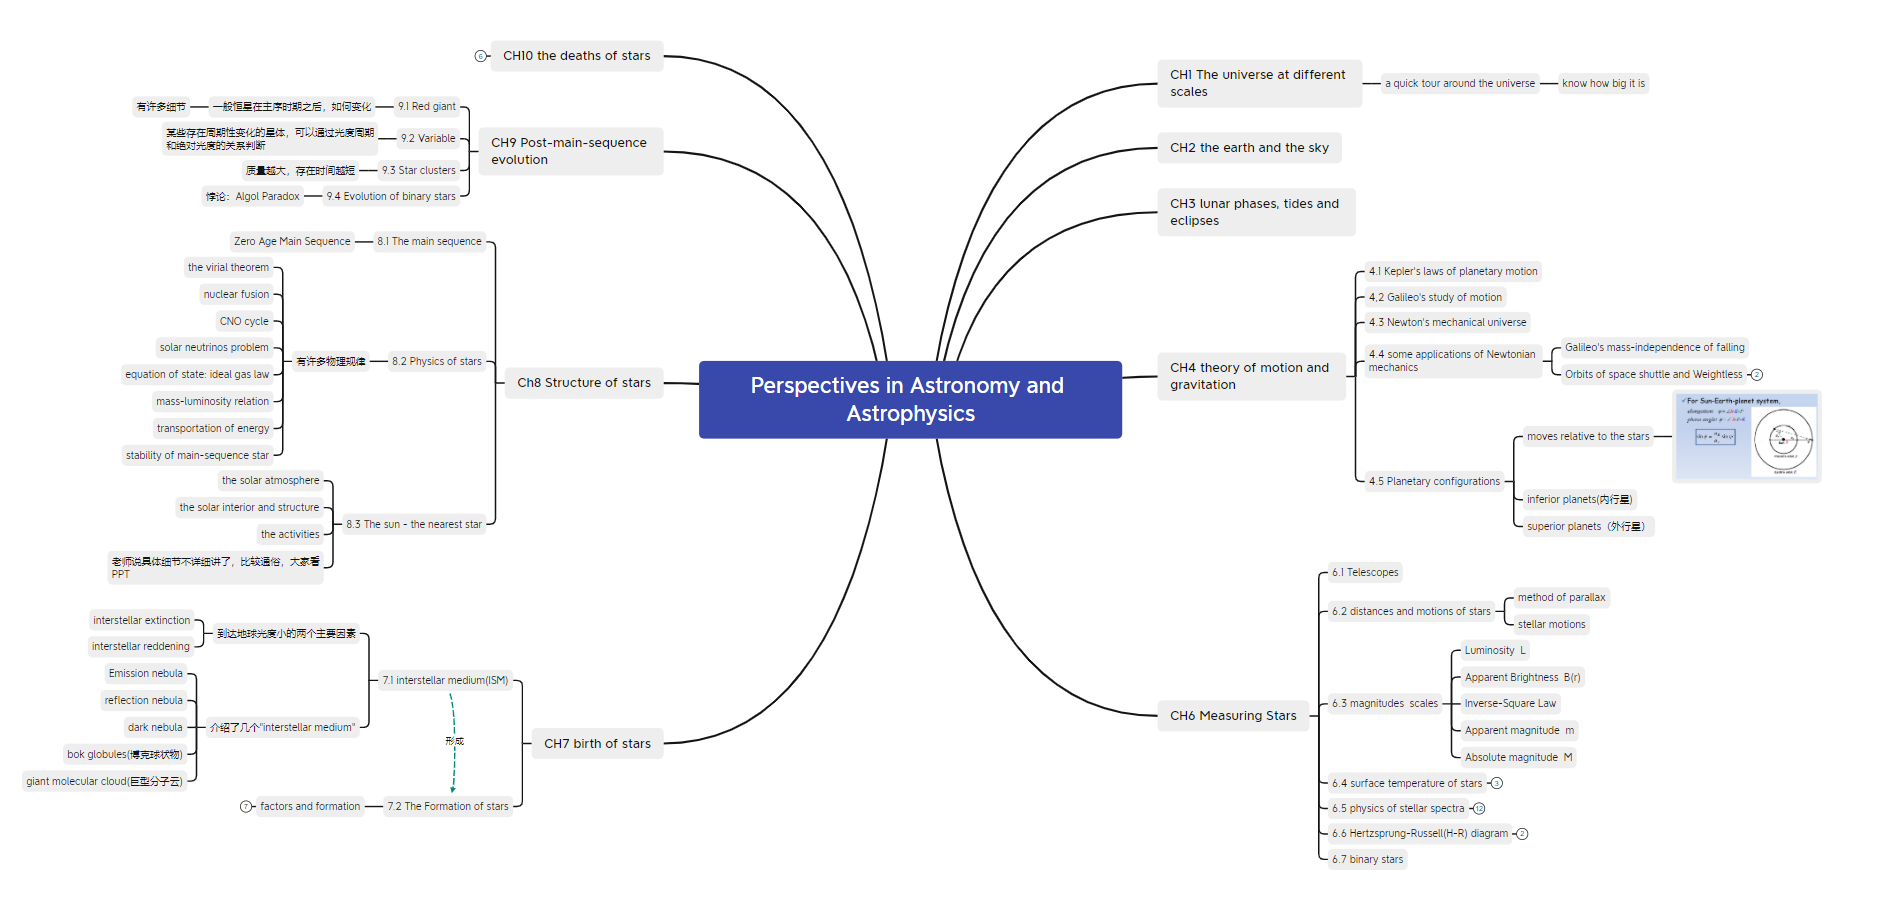 Perspectives in Astronomy and
Astrophysics
CH1 The universe at different
scales
a quick tour around the universe
know how big it is
CH2 the earth and the sky
CH3 lunar phases, tides and
eclipses
CH4 theory of motion and
gravitation
4.1 Kepler's laws of planetary motion
4,2 Galileo's study of motion
4.3 Newton's mechanical universe
4.4 some applications of Newtonian
mechanics
Galileo's mass-independence of falling
Orbits of space shuttle and Weightless
2
4.5 Planetary configurations
moves relative to the stars
✓For Sun-Earth-planet system,
inferior planets(内行星)
superior planets（外行星）
CH6 Measuring Stars
6.1 Telescopes
6.2 distances and motions of stars
method of parallax
stellar motions
6.3 magnitudes scales
Luminosity L
Apparent Brightness B(r)
Inverse-Square Law
Apparent magnitude m
Absolute magnitude M
6.4 surface temperature of stars
3
6.5 physics of stellar spectra
12
6.6 Hertzsprung-Russell(H-R) diagram
2
6.7 binary stars
CH7 birth of stars
7.1 interstellar medium(ISM)
到达地球光度小的两个主要因素
interstellar extinction
interstellar reddening
介绍了几个"interstellar medium"
Emission nebula
reflection nebula
dark nebula
bok globules(博克球状物)
giant molecular cloud(巨型分子云)
形成
7.2 The Formation of stars
factors and formation
7
Ch8 Structure of stars
8.1 The main sequence
Zero Age Main Sequence
8.2 Physics of stars
有许多物理规律
the virial theorem
nuclear fusion
CNO cycle
solar neutrinos problem
equation of state: ideal gas law
mass-luminosity relation
transportation of energy
stability of main-sequence star
8.3 The sun - the nearest star
the solar atmosphere
the solar interior and structure
the activities
老师说具体细节不详细讲了，比较通俗，大家看
PPT
CH9 Post-main-sequence
evolution
9.1 Red giant
一般恒星在主序时期之后，如何变化
有许多细节
9.2 Variable
某些存在周期性变化的星体，可以通过光度周期
和绝对光度的关系判断
9.3 Star clusters
质量越大，存在时间越短
9.4 Evolution of binary stars
悖论：Algol Paradox
CH10 the deaths of stars
6